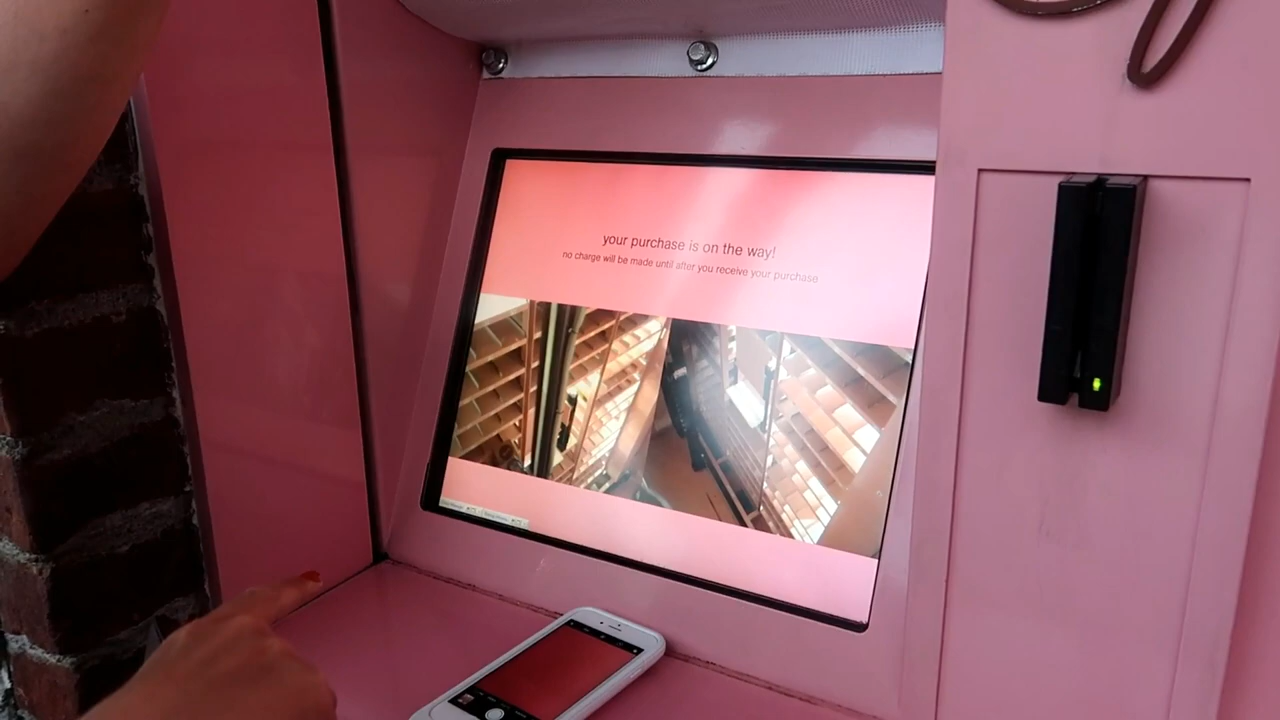 your purchase is on the way!
no charge will be made until after you receive your purchase